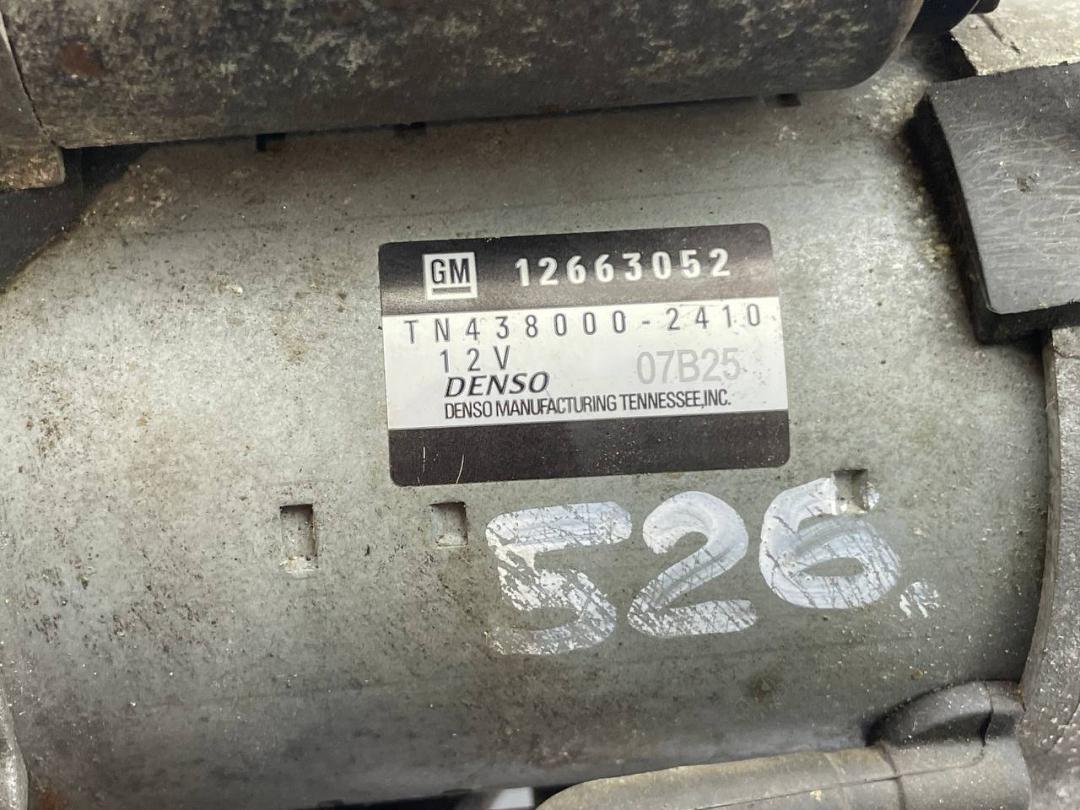 GM 12663052
TN438000-2410
12V 07B25
DENSO
DENSO MANUFACTURING TENNESSEE,INC.
526.